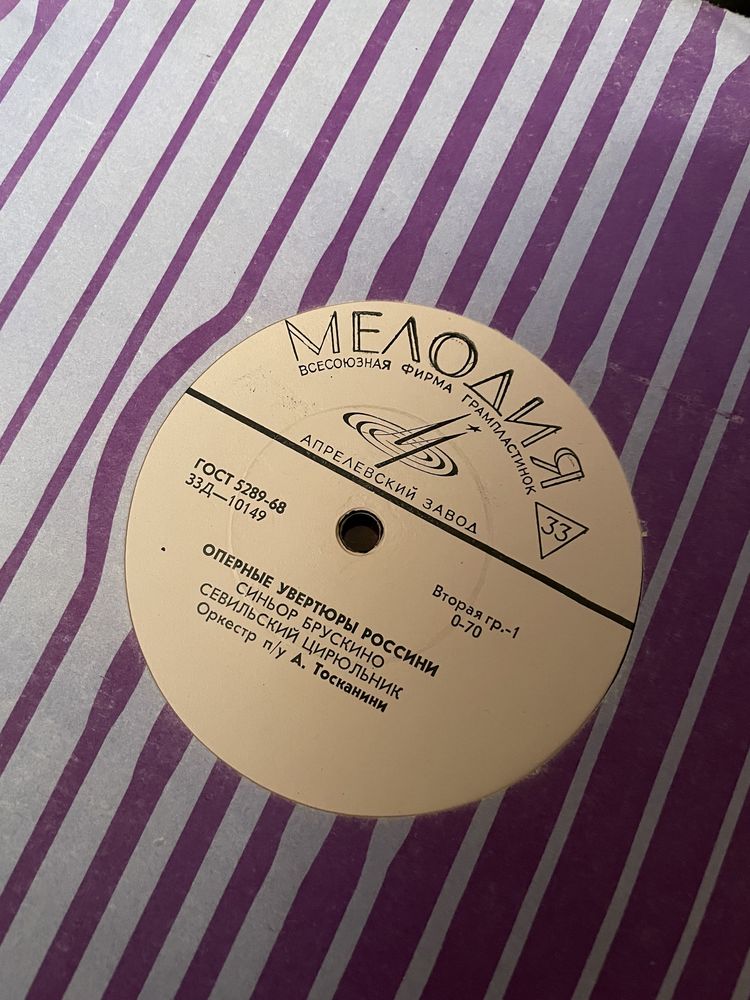 МЕЛОДИЯ
ВСЕСОЮЗНАЯ ФИРМА ГРАМПЛАСТИНОК
АПРЕЛЕВСКИЙ ЗАВОД
33
ГОСТ 5289-68
33Д—10149
Вторая гр.-1
0-70
ОПЕРНЫЕ УВЕРТЮРЫ РОССИНИ
СИНЬОР БРУСКИНО
СЕВИЛЬСКИЙ ЦИРЮЛЬНИК
Оркестр п/у А. Тосканини